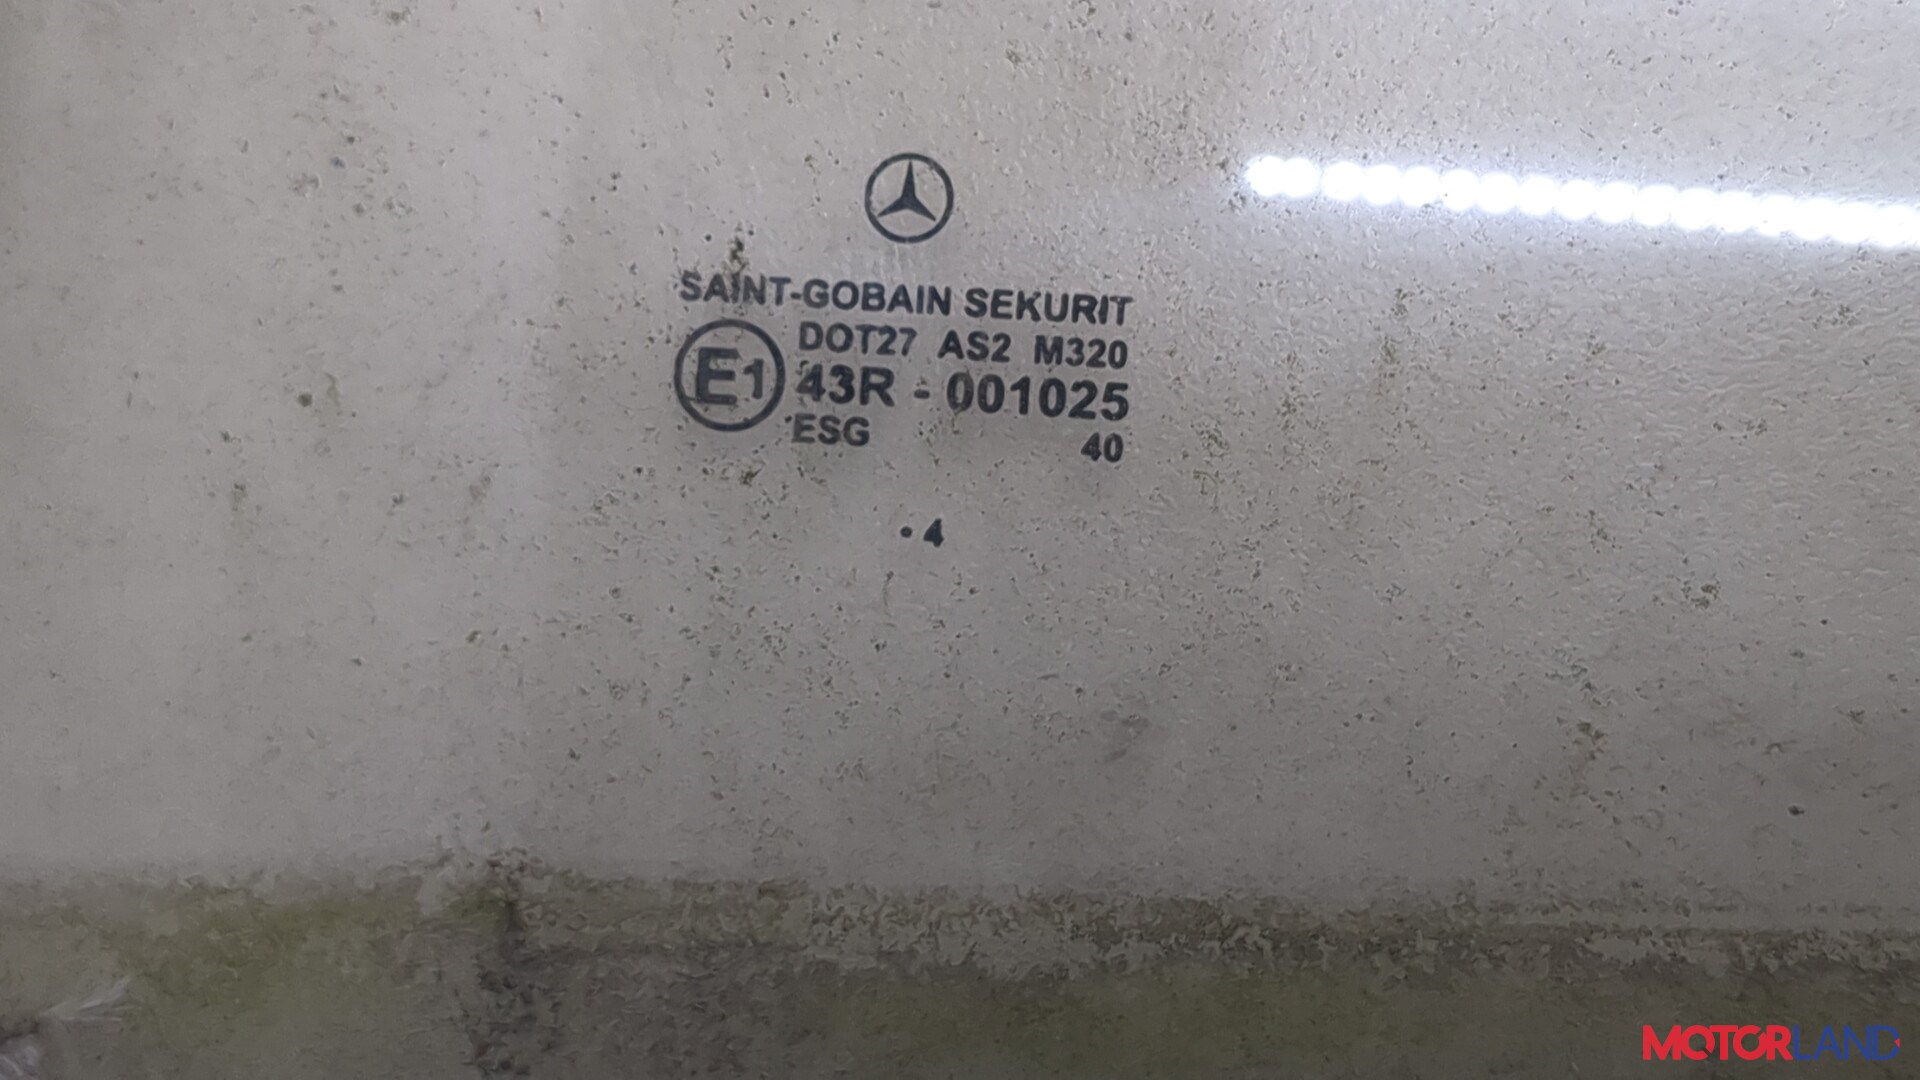 SAINT-GOBAIN SEKURIT
DOT27 AS2 M320
E1 43R - 001025
ESG 40
. 4
MOTORLAND